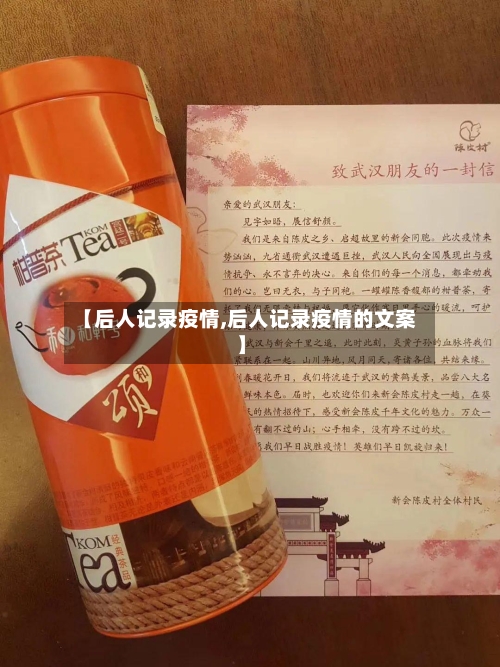 陈皮村
致武汉朋友的一封信
亲爱的武汉朋友：
见字如晤，展信舒颜。
我们是来自陈皮之乡、启超故里的新会同胞。此次疫情来
势汹汹，九省通衢武汉遭遇巨挫，武汉人民向全国展现出与疫
情抗争、永不言弃的决心。来自你们的每一个消息，都牵动我
们的心。岂曰无衣，与子同袍。一罐罐陈香馥郁的柑普茶，寄
【后人记录疫情,后人记录疫情的文案
】
武汉与新会千里之遥，此时此刻，炎黄子孙的血脉将我们
紧联系在一起。山川异地，风月同天。寄诸各位，共结来缘。
到春暖花开日，我们将流连于武汉的黄鹤美景，品尝八大名
鲜味本色。届时，也欢迎你们来新会陈皮村走一趟，在葵
的热情招待下，感受新会陈皮千年文化的魅力。万众一
有翻不过的山；心手相牵，没有跨不过的坎。
我们早日战胜疫情！英雄们早日凯旋归来！
新会陈皮村全体村民
柑普茶
KOM
Tea
和
和轩号
颂
KOM
Tea
经典茶品